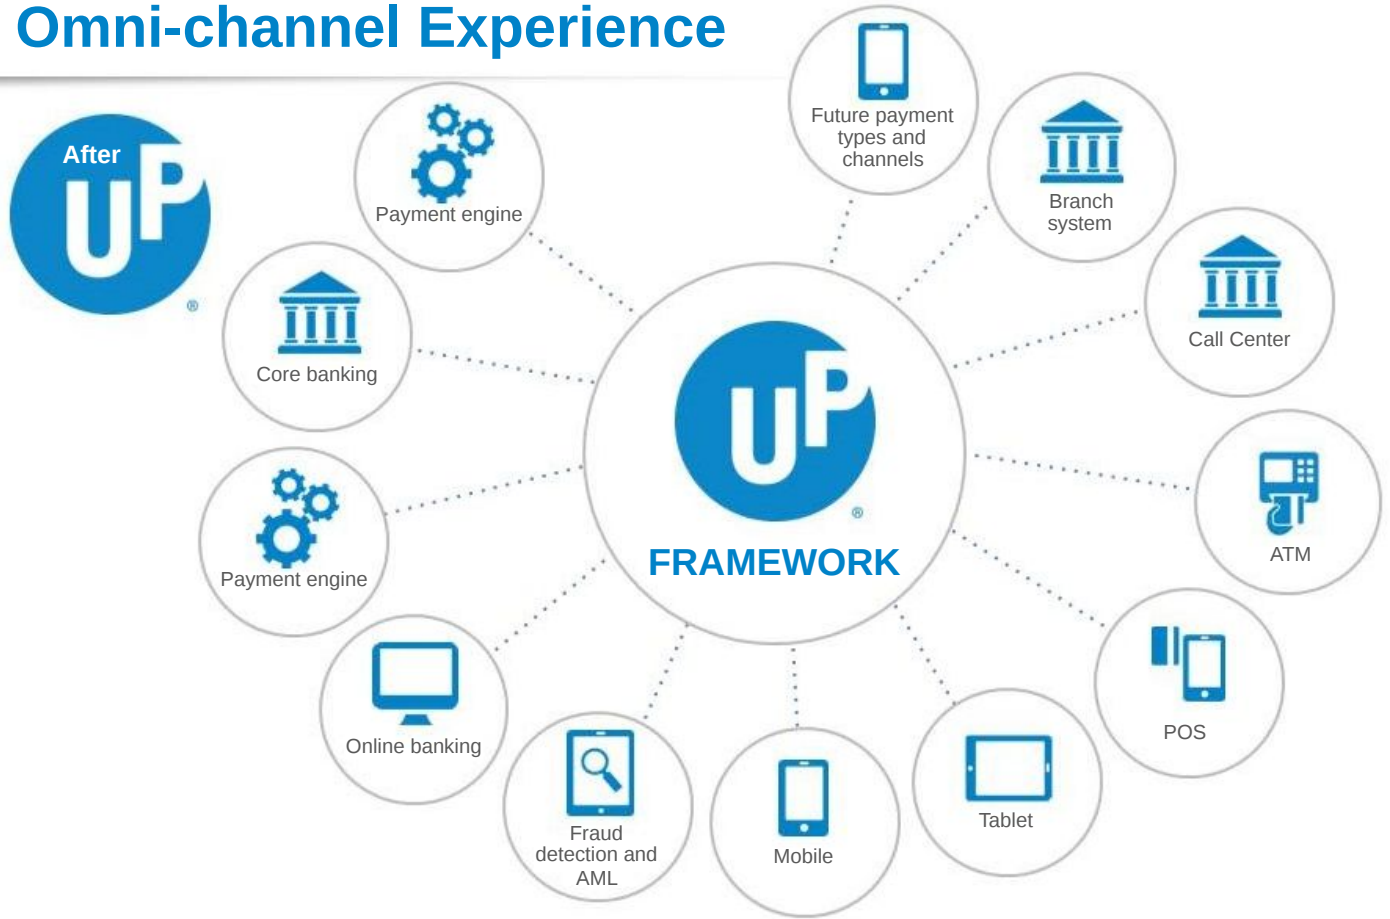 Omni-channel Experience
After
UP
®
Payment engine
Future payment
types and
channels
Branch
system
Core banking
Call Center
UP
®
FRAMEWORK
Payment engine
ATM
Online banking
POS
Fraud
detection and
AML
Mobile
Tablet